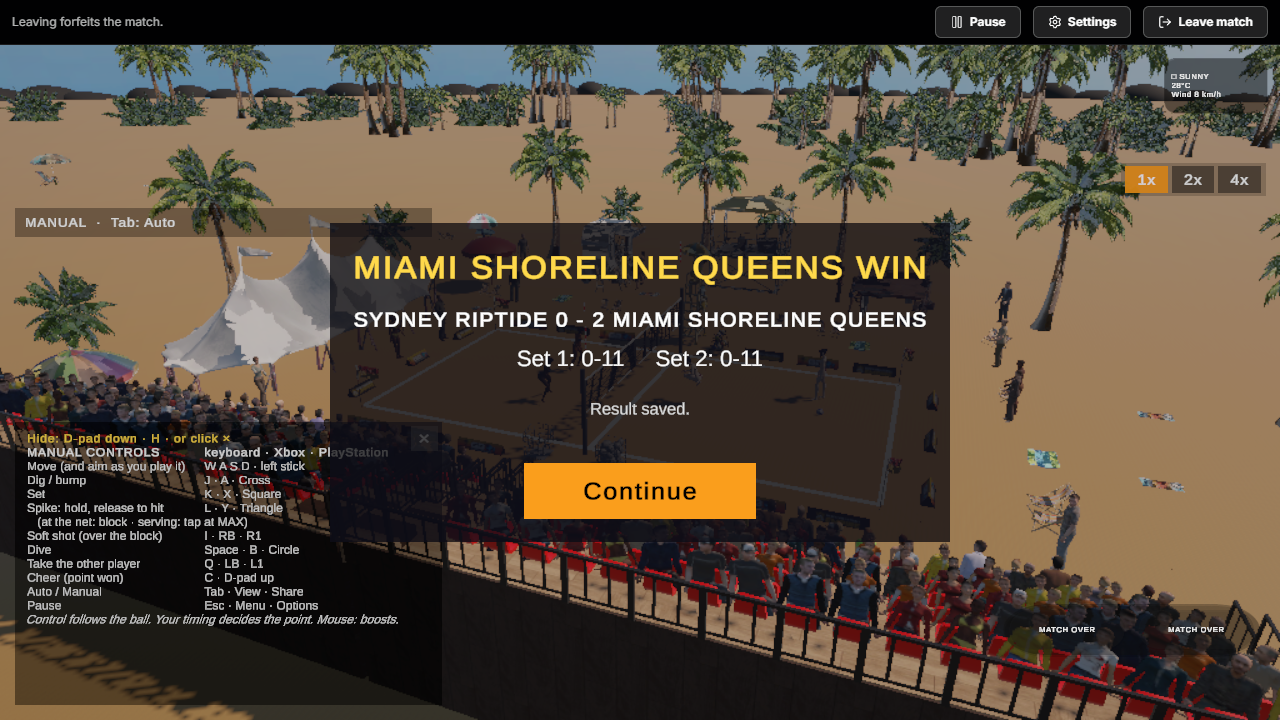 Leaving forfeits the match.
Pause
Settings
Leave match
SUNNY
28°C
Wind 8 km/h
1x 2x 4x
MANUAL · Tab: Auto
MIAMI SHORELINE QUEENS WIN
SYDNEY RIPTIDE 0 - 2 MIAMI SHORELINE QUEENS
Set 1: 0-11 Set 2: 0-11
Result saved.
Continue
Hide: D-pad down · H · or click ×
MANUAL CONTROLS keyboard · Xbox · PlayStation
Move (and aim as you play it) W A S D · left stick
Dig / bump J · A · Cross
Set K · X · Square
Spike: hold, release to hit L · Y · Triangle
(at the net: block · serving: tap at MAX)
Soft shot (over the block) I · RB · R1
Dive Space · B · Circle
Take the other player Q · LB · L1
Cheer (point won) C · D-pad up
Auto / Manual Tab · View · Share
Pause Esc · Menu · Options
Control follows the ball. Your timing decides the point. Mouse: boosts.
MATCH OVER MATCH OVER